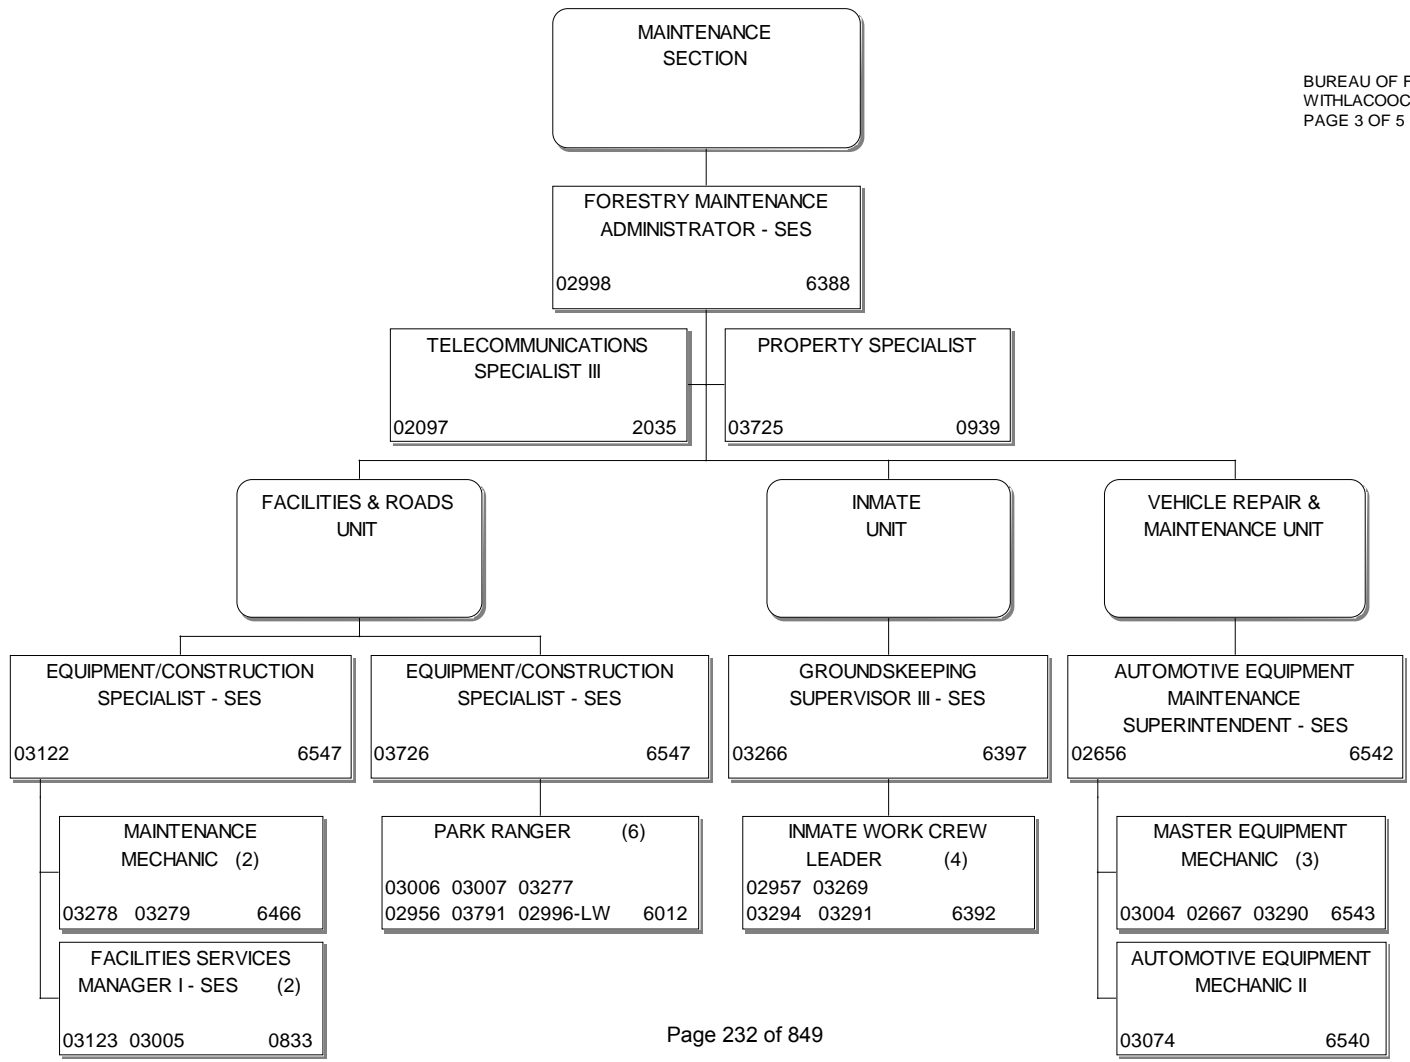 MAINTENANCE
SECTION
BUREAU OF
WITHLACOOC
PAGE 3 OF 5
FORESTRY MAINTENANCE
ADMINISTRATOR - SES
02998 6388
TELECOMMUNICATIONS
SPECIALIST III
02097 2035
PROPERTY SPECIALIST
03725 0939
FACILITIES & ROADS
UNIT
INMATE
UNIT
VEHICLE REPAIR &
MAINTENANCE UNIT
EQUIPMENT/CONSTRUCTION
SPECIALIST - SES
03122 6547
EQUIPMENT/CONSTRUCTION
SPECIALIST - SES
03726 6547
GROUNDSKEEPING
SUPERVISOR III - SES
03266 6397
AUTOMOTIVE EQUIPMENT
MAINTENANCE
SUPERINTENDENT - SES
02656 6542
MAINTENANCE
MECHANIC (2)
03278 03279 6466
PARK RANGER (6)
03006 03007 03277
02956 03791 02996-LW 6012
INMATE WORK CREW
LEADER (4)
02957 03269
03294 03291 6392
MASTER EQUIPMENT
MECHANIC (3)
03004 02667 03290 6543
FACILITIES SERVICES
MANAGER I - SES (2)
03123 03005 0833
AUTOMOTIVE EQUIPMENT
MECHANIC II
03074 6540
Page 232 of 849